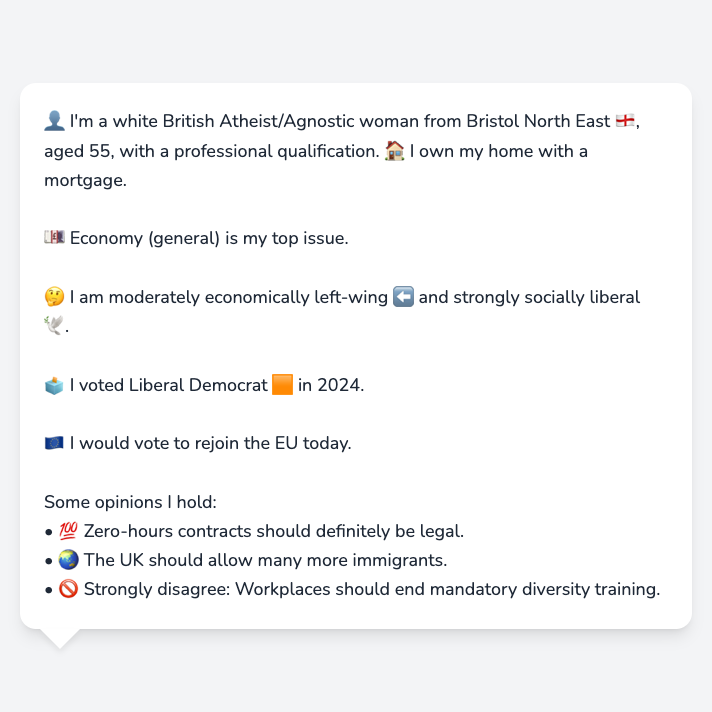 👤 I'm a white British Atheist/Agnostic woman from Bristol North East 🏴󠁧󠁢󠁥󠁮󠁧󠁿,
aged 55, with a professional qualification. 🏠 I own my home with a
mortgage.
💷 Economy (general) is my top issue.
🤔 I am moderately economically left-wing ⬅️ and strongly socially liberal
🕊️.
🗳️ I voted Liberal Democrat 🟧 in 2024.
🇪🇺 I would vote to rejoin the EU today.
Some opinions I hold:
• 💯 Zero-hours contracts should definitely be legal.
• 🌏 The UK should allow many more immigrants.
• 🚫 Strongly disagree: Workplaces should end mandatory diversity training.